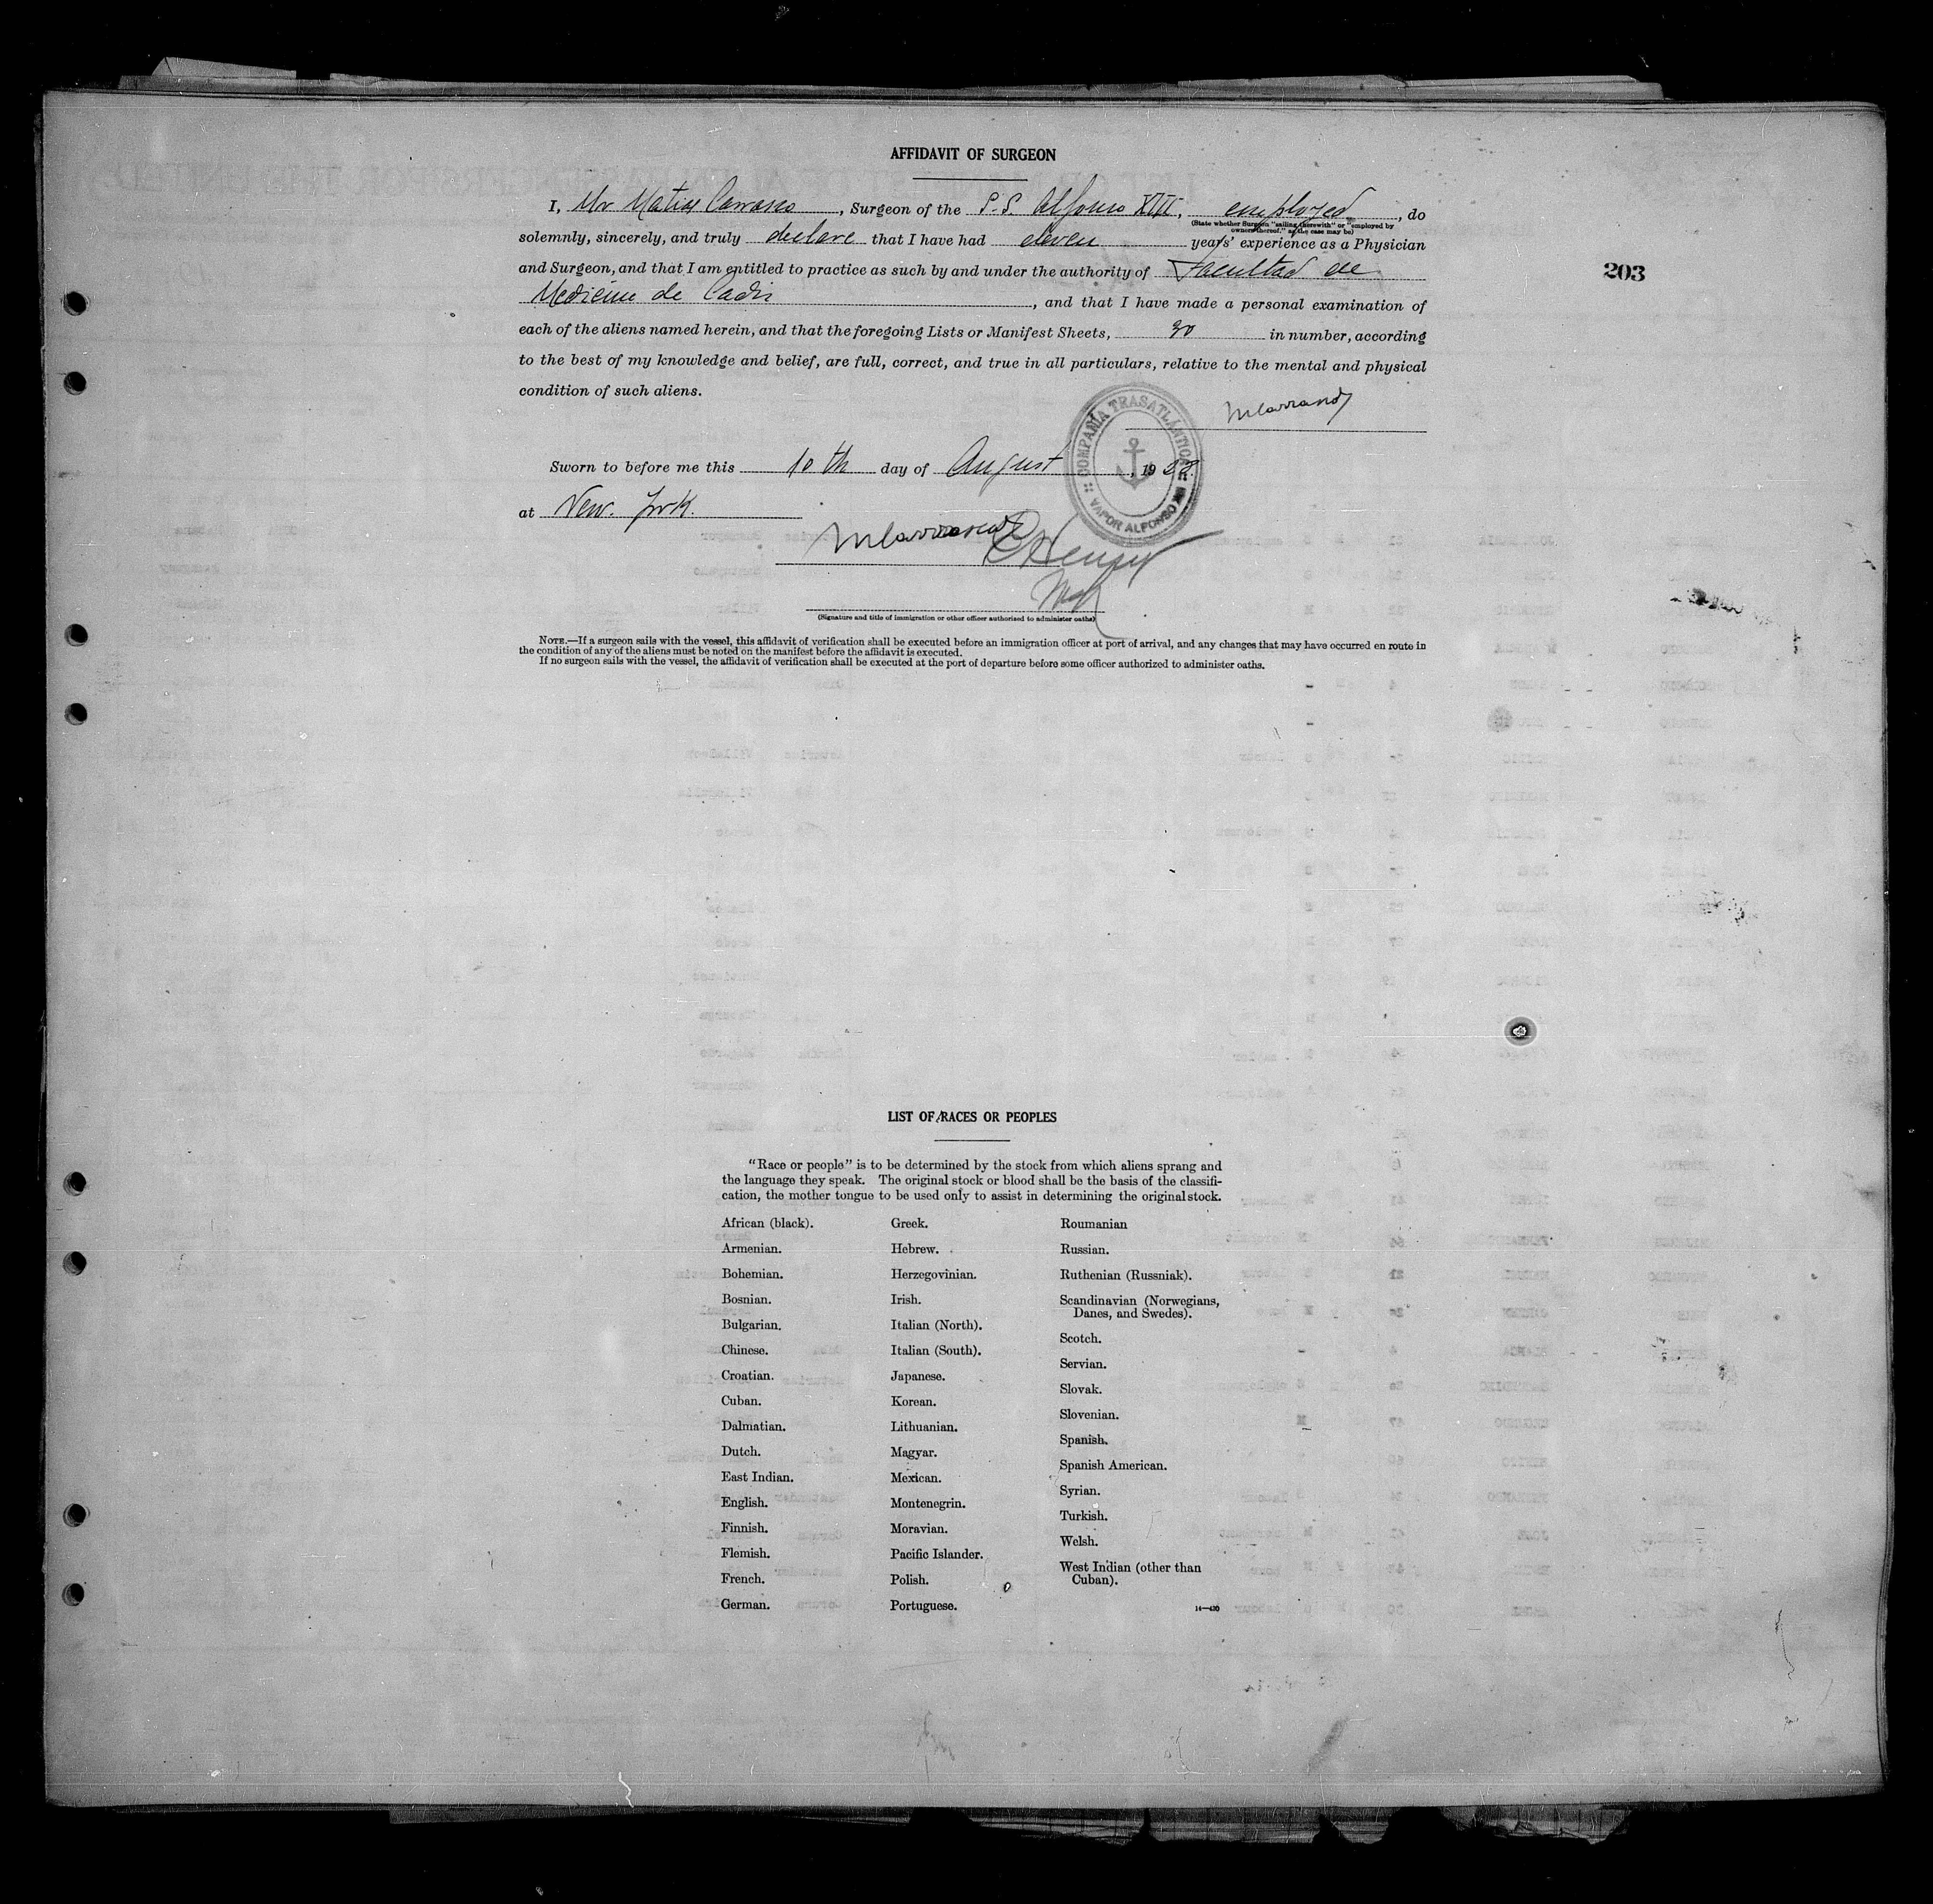 AFFIDAVIT OF SURGEON
I, Mr Matias Carrasco, Surgeon of the S.S. Alfonso XIII, employed, do
(State whether Surgeon "sailing therewith" or "employed by
owners thereof," as the case may be)
solemnly, sincerely, and truly declare that I have had eleven years' experience as a Physician
and Surgeon, and that I am entitled to practice as such by and under the authority of Facultad de
203
Medicine de Cadis, and that I have made a personal examination of
each of the aliens named herein, and that the foregoing Lists or Manifest Sheets, 30 in number, according
to the best of my knowledge and belief, are full, correct, and true in all particulars, relative to the mental and physical
condition of such aliens.
COMPAÑIA TRASATLÁNTICA
VAPOR ALFONSO XIII
Sworn to before me this 10th day of August, 19
at New. York.
(Signature and title of immigration or other officer authorized to administer oaths)
NOTE.—If a surgeon sails with the vessel, this affidavit of verification shall be executed before an immigration officer at port of arrival, and any changes that may have occurred en route in
the condition of any of the aliens must be noted on the manifest before the affidavit is executed.
If no surgeon sails with the vessel, the affidavit of verification shall be executed at the port of departure before some officer authorized to administer oaths.
LIST OF RACES OR PEOPLES
"Race or people" is to be determined by the stock from which aliens sprang and
the language they speak. The original stock or blood shall be the basis of the classifi-
cation, the mother tongue to be used only to assist in determining the original stock.
African (black).
Armenian.
Bohemian.
Bosnian.
Bulgarian.
Chinese.
Croatian.
Cuban.
Dalmatian.
Dutch.
East Indian.
English.
Finnish.
Flemish.
French.
German.
Greek.
Hebrew.
Herzegovinian.
Irish.
Italian (North).
Italian (South).
Japanese.
Korean.
Lithuanian.
Magyar.
Mexican.
Montenegrin.
Moravian.
Pacific Islander.
Polish.
Portuguese.
Roumanian
Russian.
Ruthenian (Russniak).
Scandinavian (Norwegians,
Danes, and Swedes).
Scotch.
Servian.
Slovak.
Slovenian.
Spanish.
Spanish American.
Syrian.
Turkish.
Welsh.
West Indian (other than
Cuban).
14—430